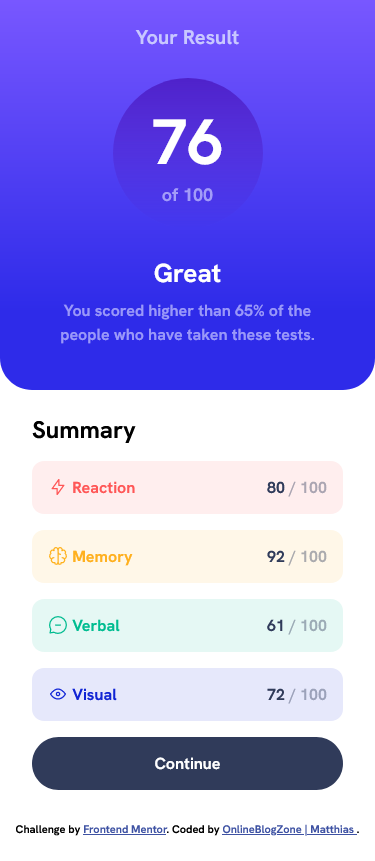 Your Result
76
of 100
Great
You scored higher than 65% of the
people who have taken these tests.
Summary
Reaction 80 / 100
Memory 92 / 100
Verbal 61 / 100
Visual 72 / 100
Continue
Challenge by Frontend Mentor. Coded by OnlineBlogZone | Matthias .